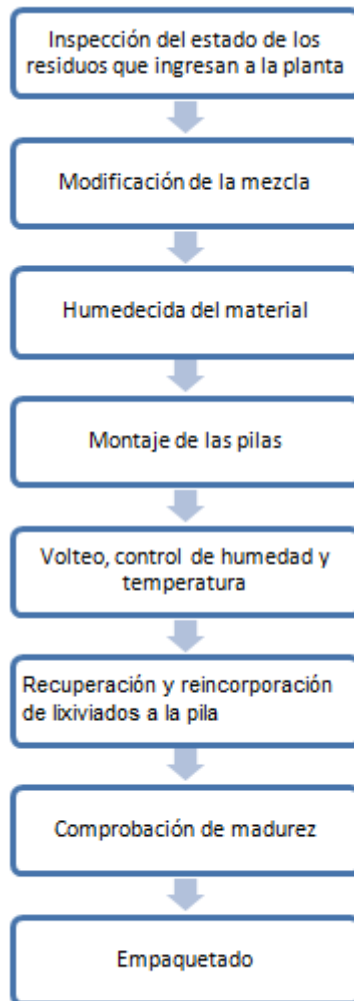 Inspección del estado de los
residuos que ingresan a la planta
Modificación de la mezcla
Humedecida del material
Montaje de las pilas
Volteo, control de humedad y
temperatura
Recuperación y reincorporación
de lixiviados a la pila
Comprobación de madurez
Empaquetado